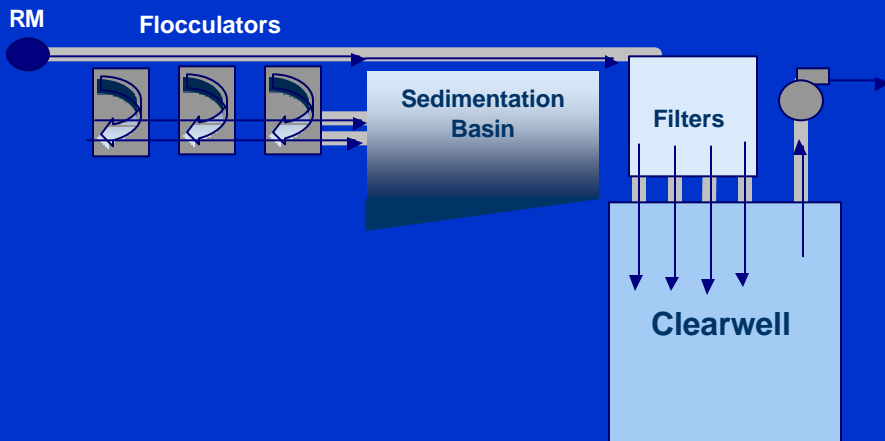 RM
Flocculators
Sedimentation
Basin
Filters
Clearwell